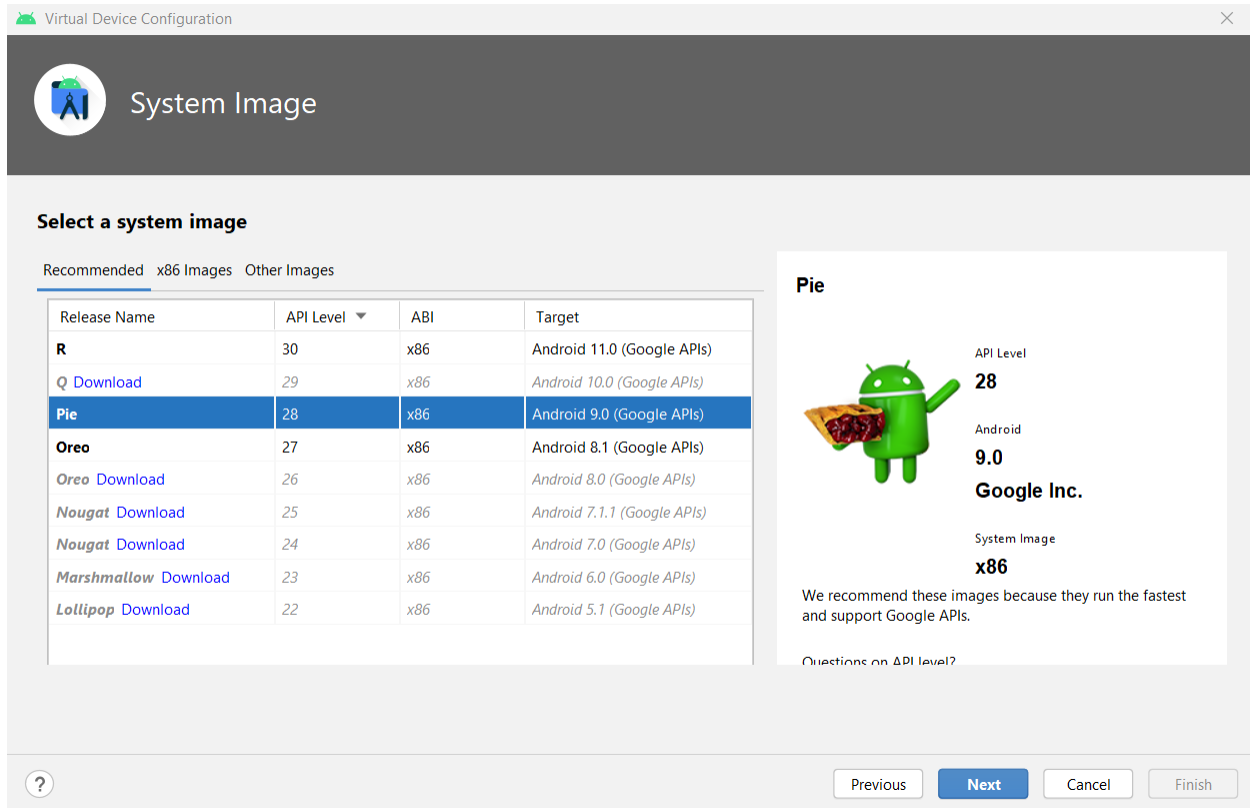 Virtual Device Configuration
System Image
Select a system image
Recommended x86 Images Other Images
Release Name API Level ABI Target
R 30 x86 Android 11.0 (Google APIs)
Q Download 29 x86 Android 10.0 (Google APIs)
Pie 28 x86 Android 9.0 (Google APIs)
Oreo 27 x86 Android 8.1 (Google APIs)
Oreo Download 26 x86 Android 8.0 (Google APIs)
Nougat Download 25 x86 Android 7.1.1 (Google APIs)
Nougat Download 24 x86 Android 7.0 (Google APIs)
Marshmallow Download 23 x86 Android 6.0 (Google APIs)
Lollipop Download 22 x86 Android 5.1 (Google APIs)
Pie
API Level
28
Android
9.0
Google Inc.
System Image
x86
We recommend these images because they run the fastest
and support Google APIs.
Questions on API level?
? Previous Next Cancel Finish